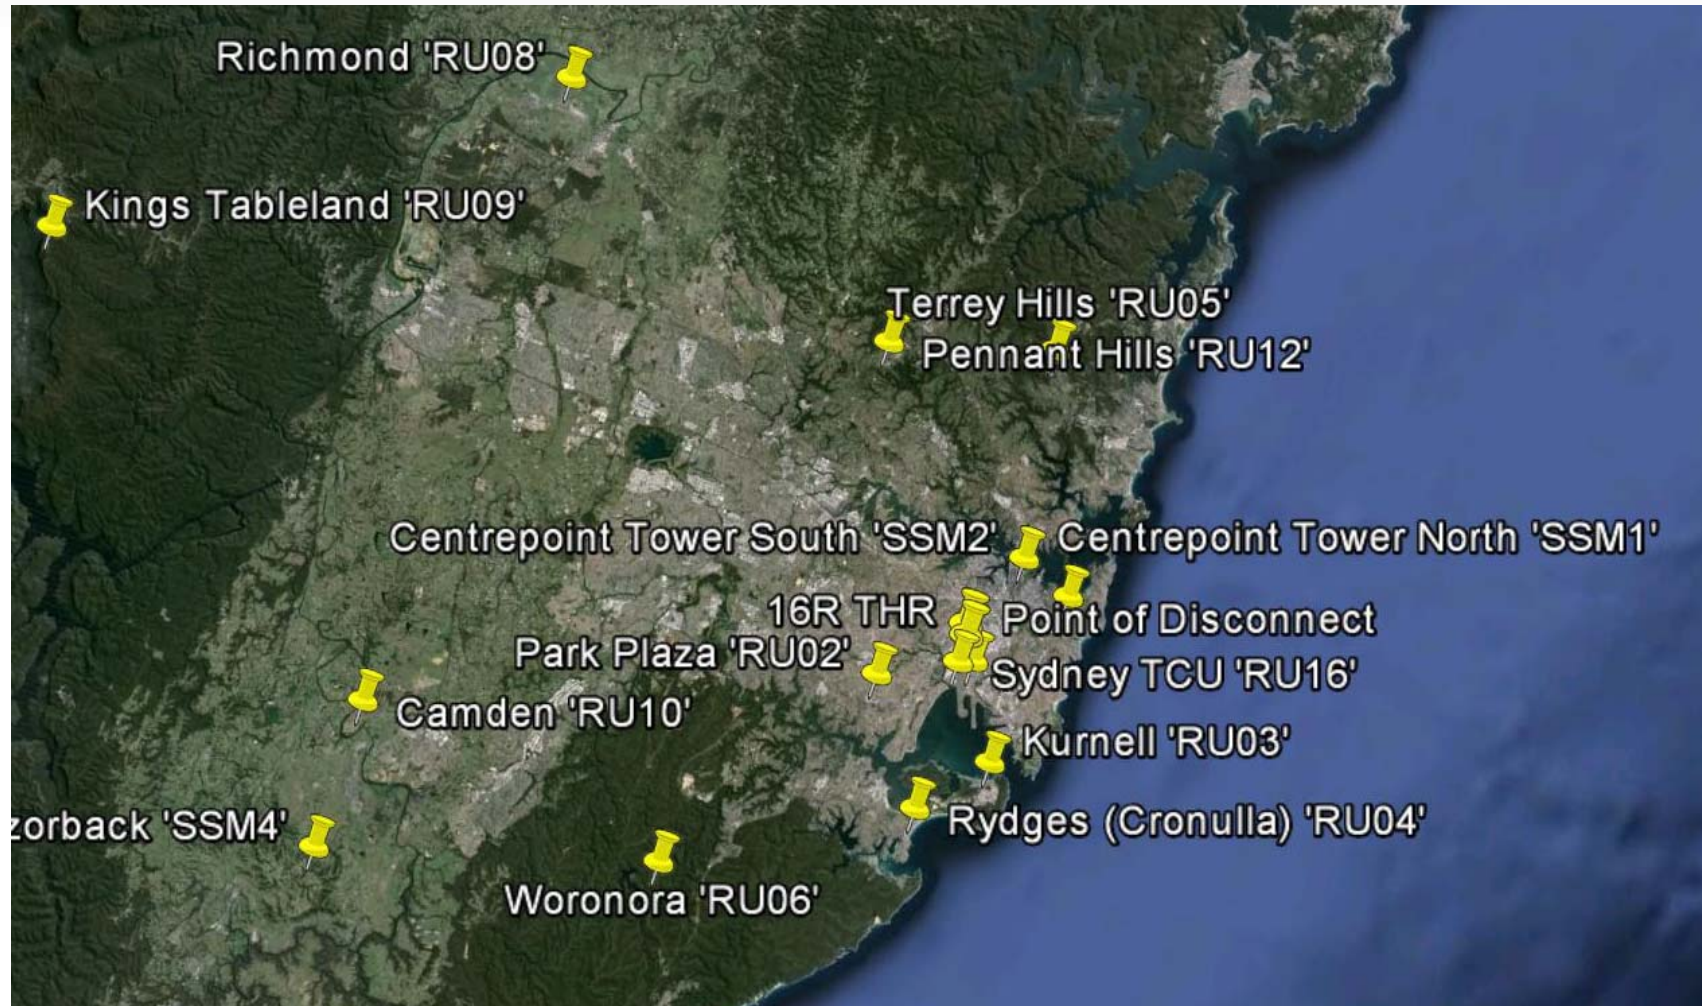 Richmond 'RU08'
Kings Tableland 'RU09'
Terrey Hills 'RU05'
Pennant Hills 'RU12'
Centrepoint Tower South 'SSM2'
Centrepoint Tower North 'SSM1'
16R THR
Point of Disconnect
Park Plaza 'RU02'
Sydney TCU 'RU16'
Camden 'RU10'
Kurnell 'RU03'
zorback 'SSM4'
Rydges (Cronulla) 'RU04'
Woronora 'RU06'